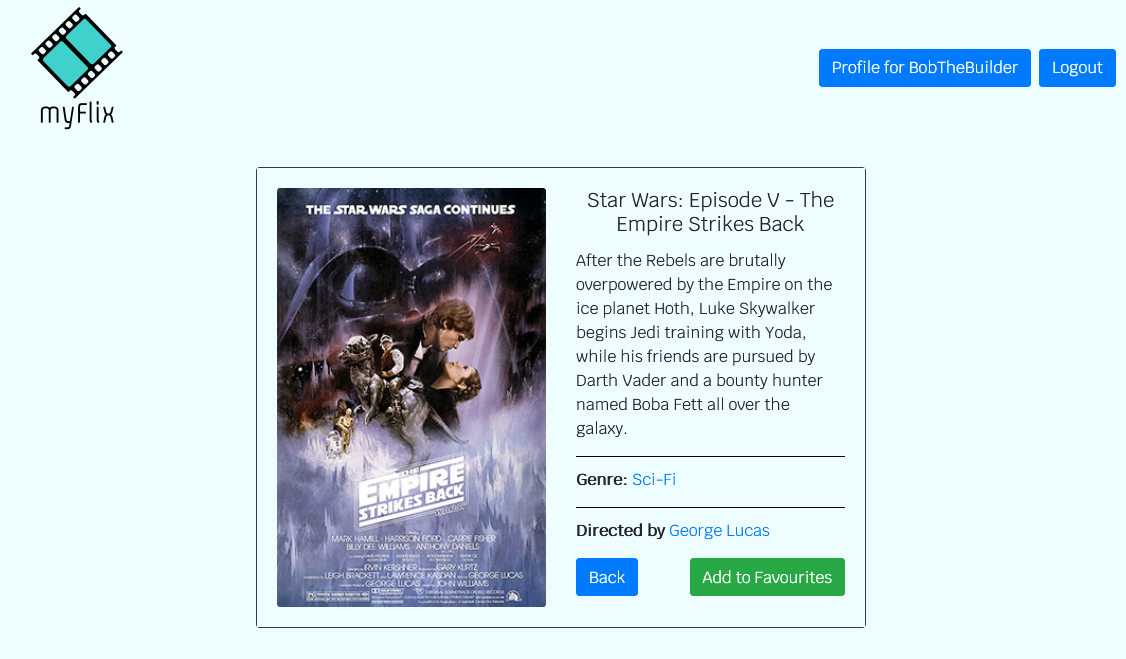 myFlix
Profile for BobTheBuilder
Logout
THE STAR WARS SAGA CONTINUES
THE
EMPIRE
STRIKES BACK
MARK HAMILL · HARRISON FORD · CARRIE FISHER
BILLY DEE WILLIAMS · ANTHONY DANIELS
IRVIN KERSHNER GARY KURTZ
LEIGH BRACKETT LAWRENCE KASDAN GEORGE LUCAS
GEORGE LUCAS JOHN WILLIAMS
Star Wars: Episode V - The
Empire Strikes Back
After the Rebels are brutally
overpowered by the Empire on the
ice planet Hoth, Luke Skywalker
begins Jedi training with Yoda,
while his friends are pursued by
Darth Vader and a bounty hunter
named Boba Fett all over the
galaxy.
Genre: Sci-Fi
Directed by George Lucas
Back
Add to Favourites